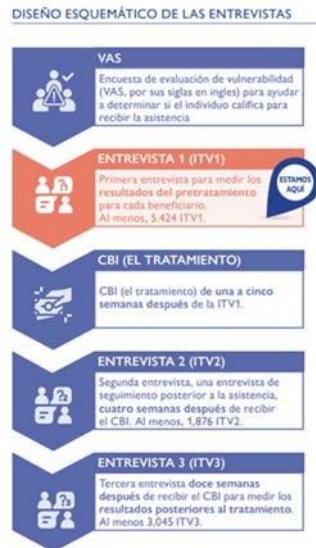 DISEÑO ESQUEMÁTICO DE LAS ENTREVISTAS
VAS
Encuesta de evaluación de vulnerabilidad
(VAS, por sus siglas en ingles) para ayudar
a determinar si el individuo califica para
recibir la asistencia
ENTREVISTA 1 (ITV1)
Primera entrevista para medir los
resultados del pretratamiento
para cada beneficiario.
Al menos, 5.424 ITV1.
ESTAMOS
AQUÍ
CBI (EL TRATAMIENTO)
CBI (el tratamiento) de una a cinco
semanas después de la ITV1.
ENTREVISTA 2 (ITV2)
Segunda entrevista, una entrevista de
seguimiento posterior a la asistencia,
cuatro semanas después de recibir
el CBI. Al menos, 1,876 ITV2.
ENTREVISTA 3 (ITV3)
Tercera entrevista doce semanas
después de recibir el CBI para medir los
resultados posteriores al tratamiento.
Al menos 3,045 ITV3.